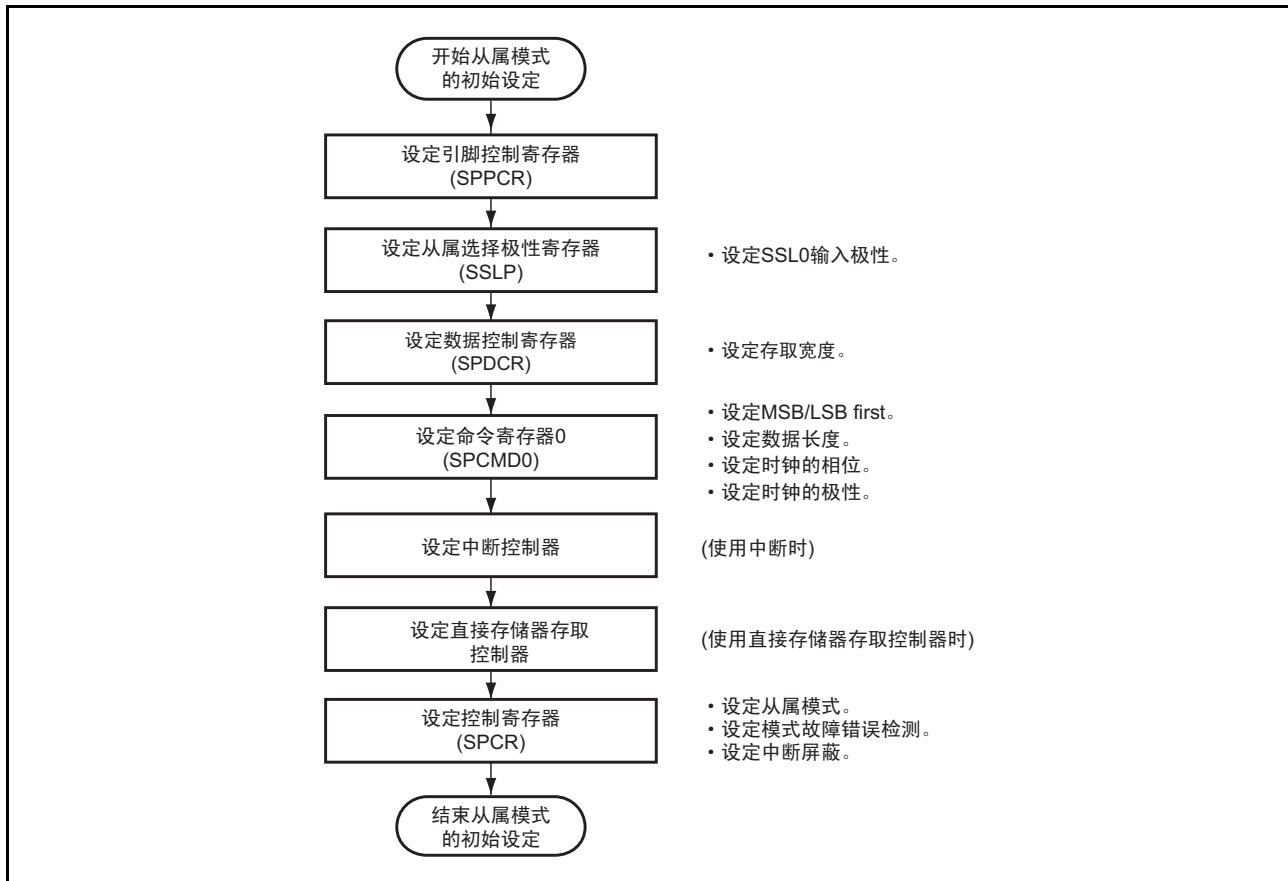 开始从属模式
的初始设定
设定引脚控制寄存器
(SPPCR)
设定从属选择极性寄存器
(SSLP)
・设定SSL0输入极性。
设定数据控制寄存器
(SPDCR)
・设定存取宽度。
设定命令寄存器0
(SPCMD0)
・设定MSB/LSB first。
・设定数据长度。
・设定时钟的相位。
・设定时钟的极性。
设定中断控制器
(使用中断时)
设定直接存储器存取
控制器
(使用直接存储器存取控制器时)
设定控制寄存器
(SPCR)
・设定从属模式。
・设定模式故障错误检测。
・设定中断屏蔽。
结束从属模式
的初始设定